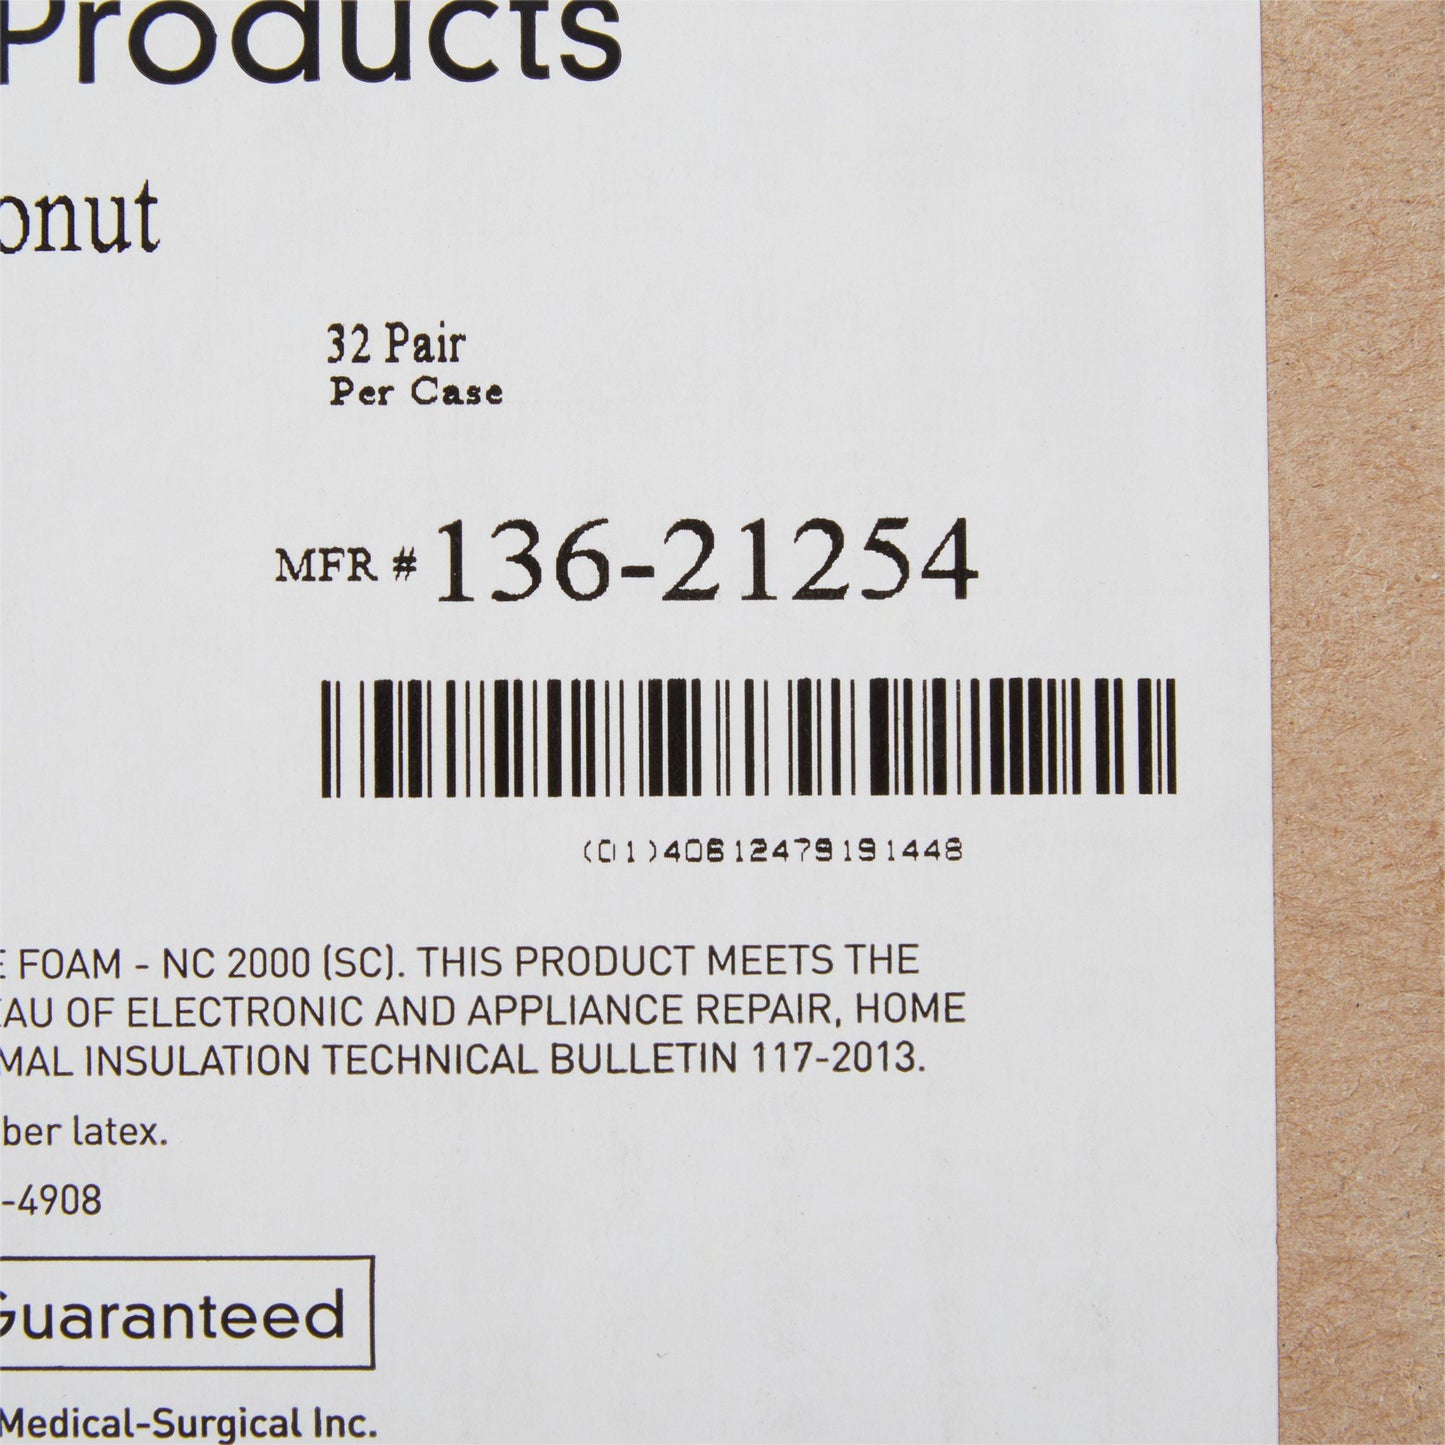 Products
onut
32 Pair
Per Case
MFR # 136-21254
(01)40612479191448
E FOAM - NC 2000 (SC). THIS PRODUCT MEETS THE
EAU OF ELECTRONIC AND APPLIANCE REPAIR, HOME
MAL INSULATION TECHNICAL BULLETIN 117-2013.
ber latex.
-4908
Guaranteed
Medical-Surgical Inc.